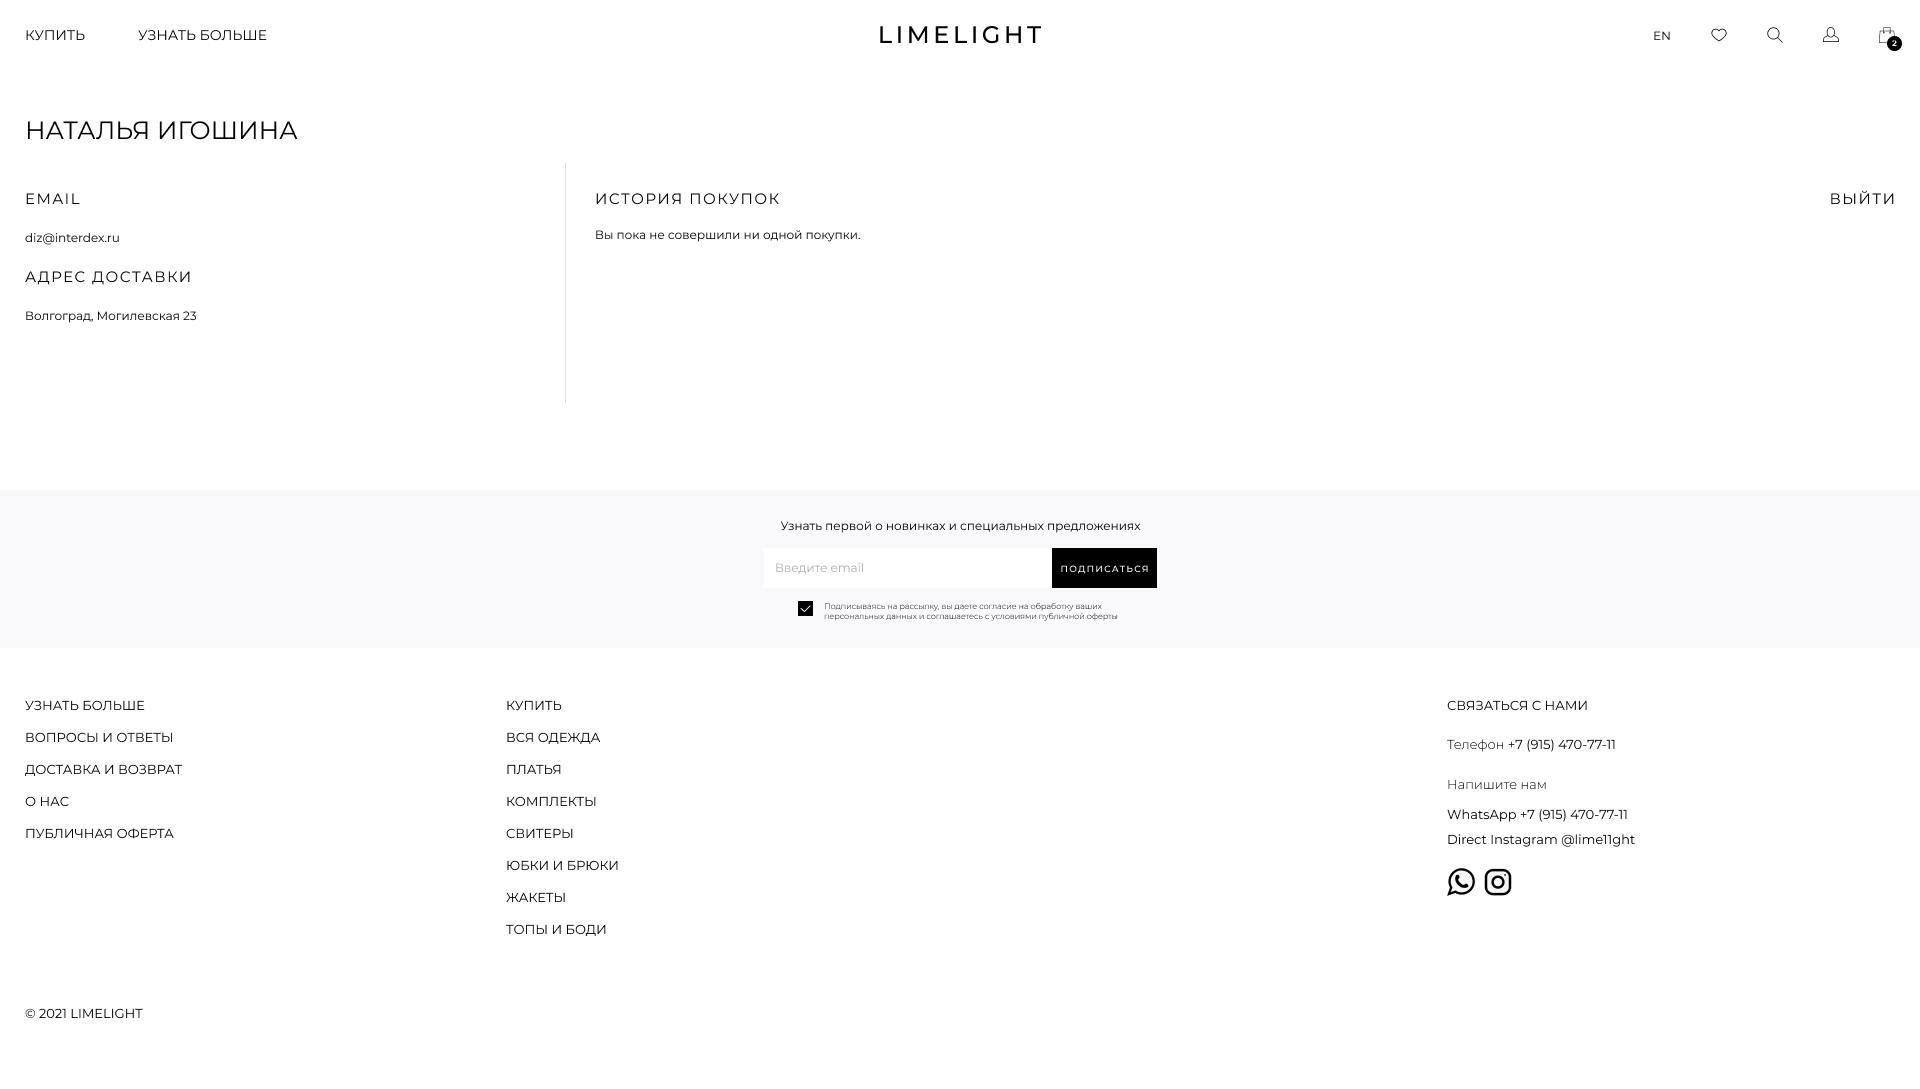 КУПИТЬ УЗНАТЬ БОЛЬШЕ LIMELIGHT EN 2
НАТАЛЬЯ ИГОШИНА
EMAIL
diz@interdex.ru
АДРЕС ДОСТАВКИ
Волгоград, Могилевская 23
ИСТОРИЯ ПОКУПОК
Вы пока не совершили ни одной покупки.
ВЫЙТИ
Узнать первой о новинках и специальных предложениях
Введите email ПОДПИСАТЬСЯ
Подписываясь на рассылку, вы даете согласие на обработку ваших
персональных данных и соглашаетесь с условиями публичной оферты
УЗНАТЬ БОЛЬШЕ
ВОПРОСЫ И ОТВЕТЫ
ДОСТАВКА И ВОЗВРАТ
О НАС
ПУБЛИЧНАЯ ОФЕРТА
КУПИТЬ
ВСЯ ОДЕЖДА
ПЛАТЬЯ
КОМПЛЕКТЫ
СВИТЕРЫ
ЮБКИ И БРЮКИ
ЖАКЕТЫ
ТОПЫ И БОДИ
СВЯЗАТЬСЯ С НАМИ
Телефон +7 (915) 470-77-11
Напишите нам
WhatsApp +7 (915) 470-77-11
Direct Instagram @lime11ght
© 2021 LIMELIGHT